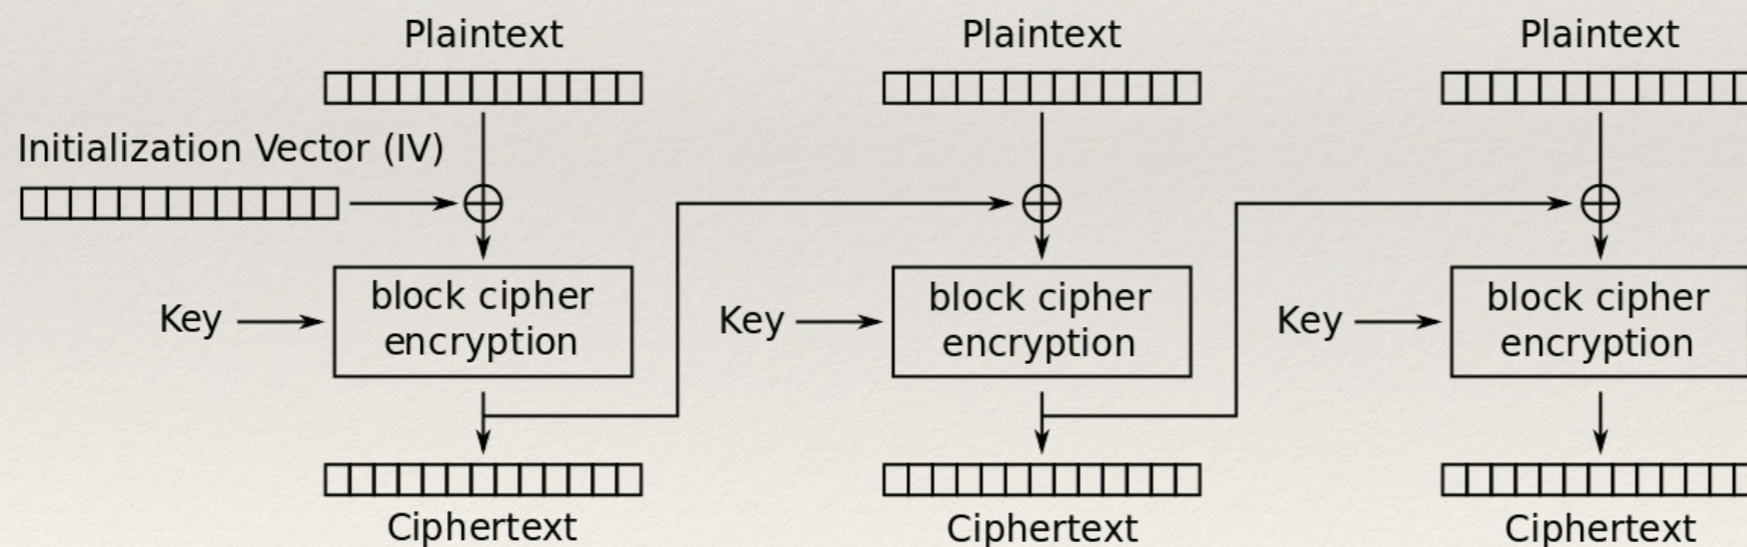 Plaintext
Plaintext
Plaintext
Initialization Vector (IV)
Key
block cipher
encryption
Key
block cipher
encryption
Key
block cipher
encryption
Ciphertext
Ciphertext
Ciphertext